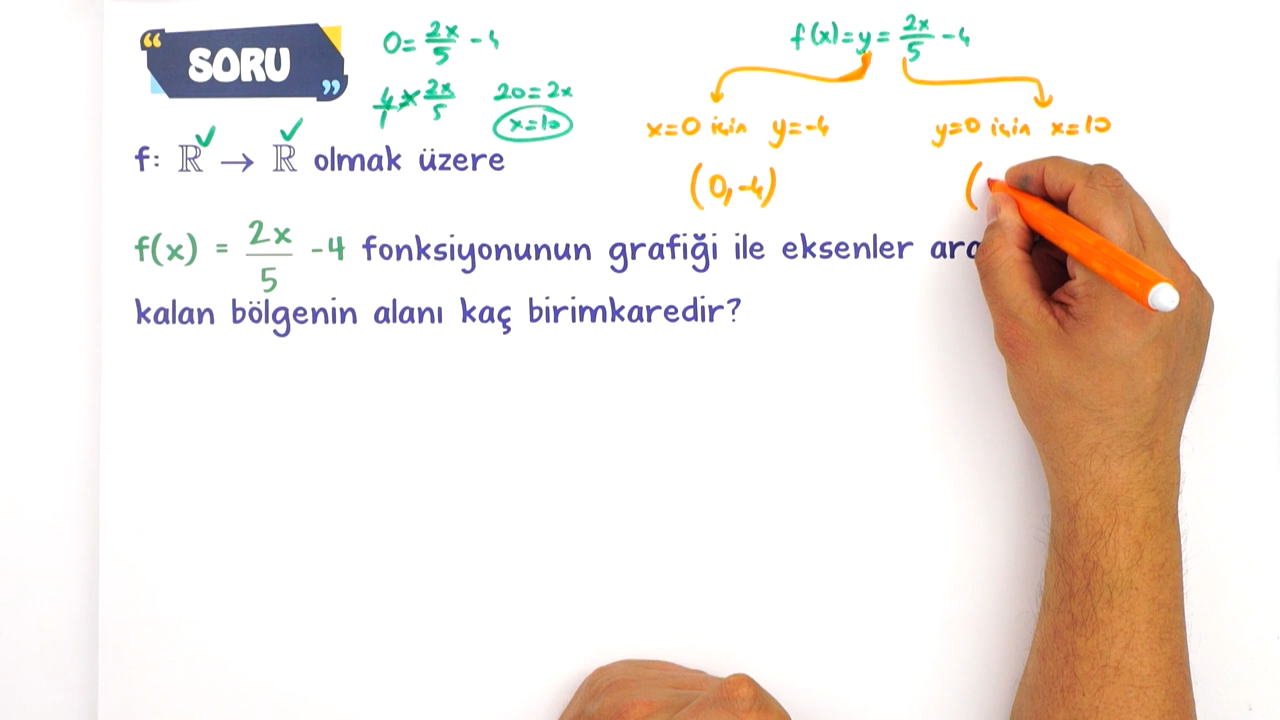 “ SORU ”
0 = 2x/5 - 4
4/1 = 2x/5
20 = 2x
x = 10
f(x) = y = 2x/5 - 4
x = 0 için y = -4
y = 0 için x = 10
(0, -4)
(
f: ℝ ✓ → ℝ ✓ olmak üzere
f(x) = 2x/5 - 4 fonksiyonunun grafiği ile eksenler
kalan bölgenin alanı kaç birimkaredir?